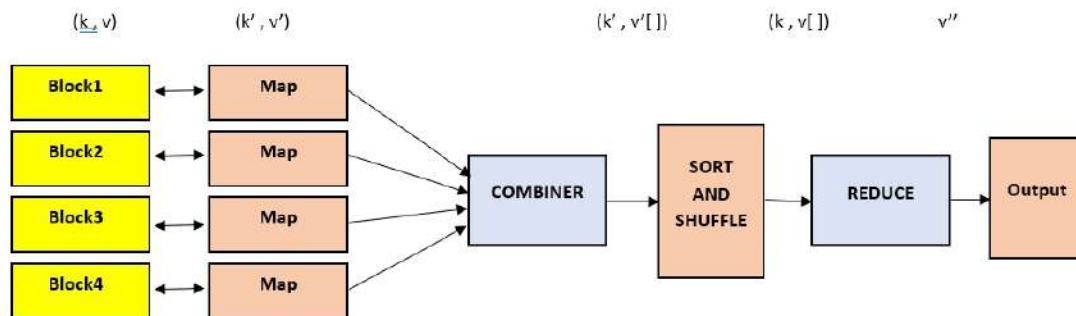 (k , v) (k’ , v’) (k’ , v’[ ]) (k , v[ ]) v’’
Block1 Map
Block2 Map
COMBINER
SORT
AND
SHUFFLE
REDUCE
Output
Block3 Map
Block4 Map